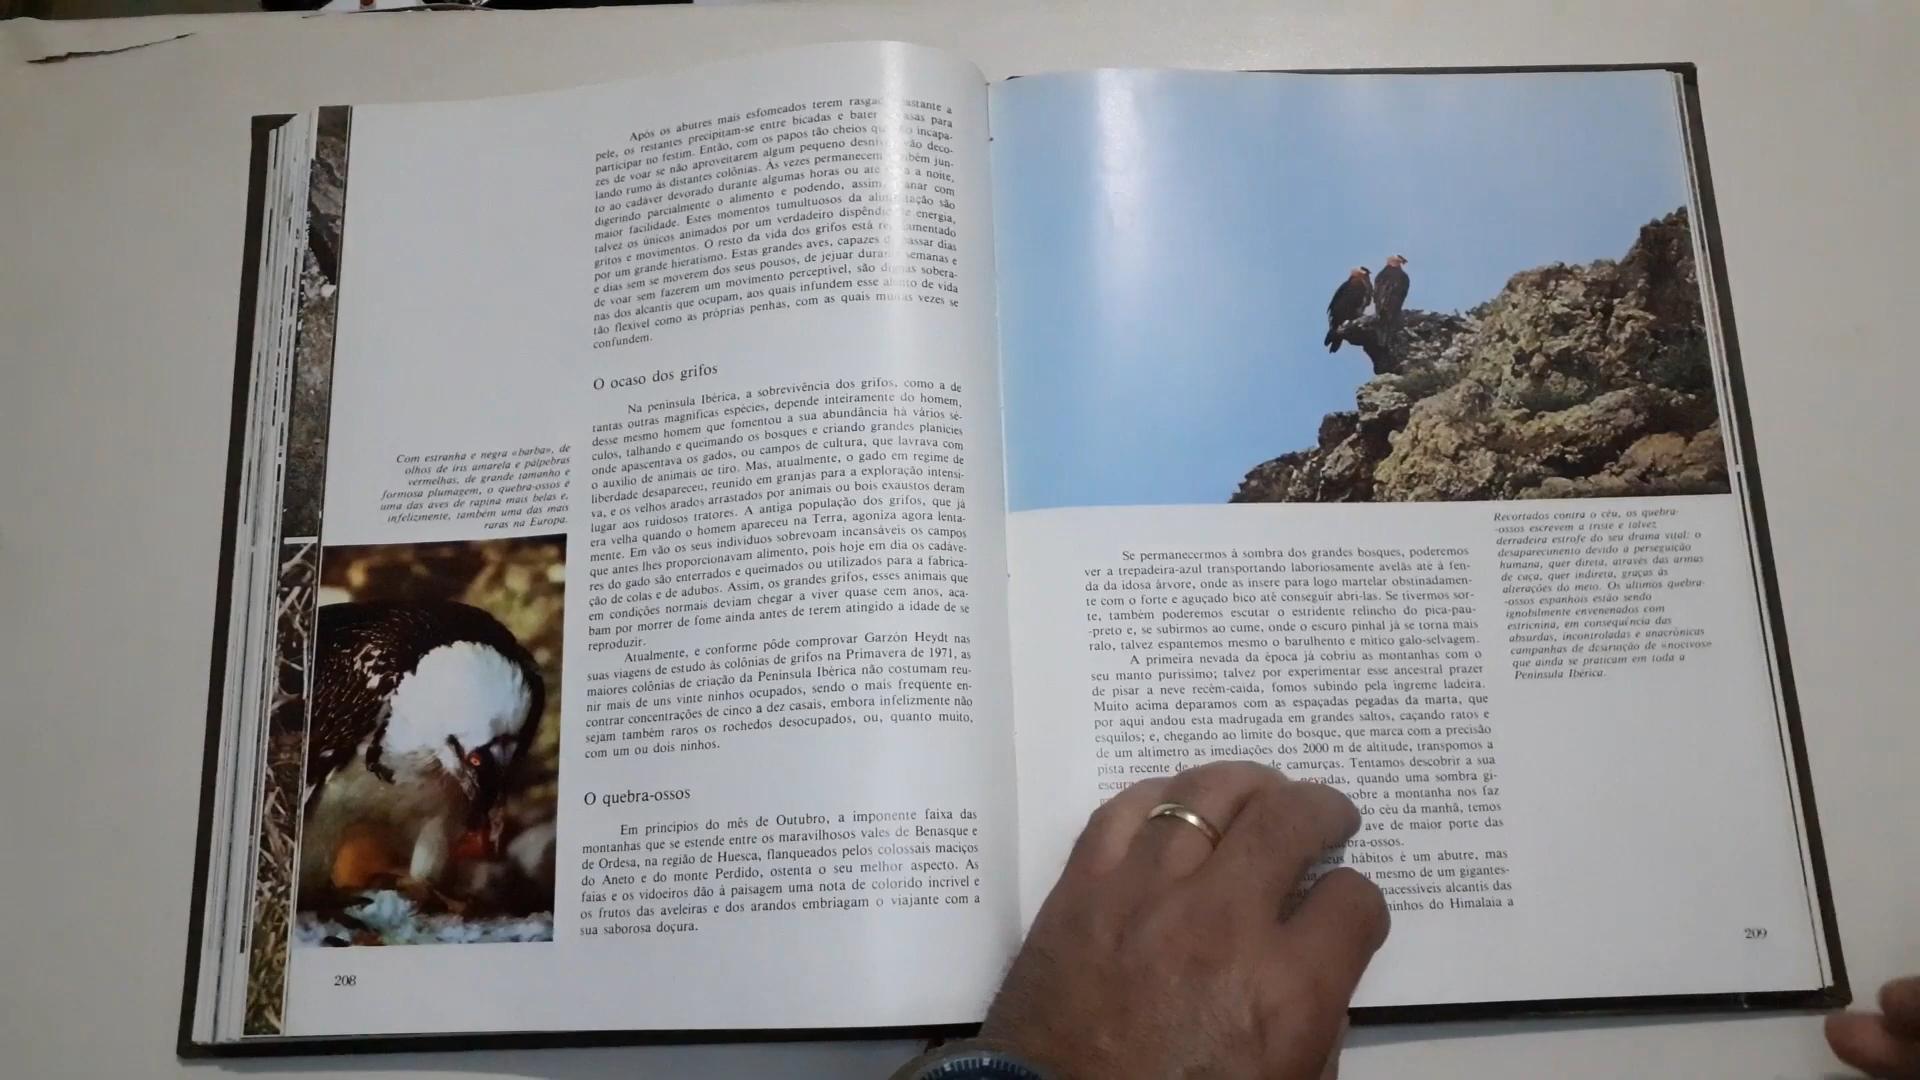 Após os abutres mais esfomeados terem rasgad astante a
pele, os restantes precipitam-se entre bicadas e bater asas para
participar no festim. Então, com os papos tão cheios qu incapa-
zes de voar se não aproveitarem algum pequeno desní vão deco-
lando rumo às distantes colônias. Às vezes permanecem mbém jun-
to ao cadáver devorado durante algumas horas ou até a noite,
digerindo parcialmente o alimento e podendo, assim, anar com
maior facilidade. Estes momentos tumultuosos da alim tação são
talvez os únicos animados por um verdadeiro dispêndi e energia,
gritos e movimentos. O resto da vida dos grifos está re amentado
por um grande hieratismo. Estas grandes aves, capazes d assar dias
e dias sem se moverem dos seus pousos, de jejuar duran semanas e
de voar sem fazerem um movimento perceptível, são di as sobera-
nas dos alcantis que ocupam, aos quais infundem esse al to de vida
tão flexível como as próprias penhas, com as quais mu as vezes se
confundem.
O ocaso dos grifos
Na península Ibérica, a sobrevivência dos grifos, como a de
tantas outras magníficas espécies, depende inteiramente do homem,
desse mesmo homem que fomentou a sua abundância há vários sé-
culos, talhando e queimando os bosques e criando grandes planícies
onde apascentava os gados, ou campos de cultura, que lavrava com
o auxílio de animais de tiro. Mas, atualmente, o gado em regime de
liberdade desapareceu, reunido em granjas para a exploração intensi-
va, e os velhos arados arrastados por animais ou bois exaustos deram
lugar aos ruidosos tratores. A antiga população dos grifos, que já
era velha quando o homem apareceu na Terra, agoniza agora lenta-
mente. Em vão os seus indivíduos sobrevoam incansáveis os campos
que antes lhes proporcionavam alimento, pois hoje em dia os cadáve-
res do gado são enterrados e queimados ou utilizados para a fabrica-
ção de colas e de adubos. Assim, os grandes grifos, esses animais que
em condições normais deviam chegar a viver quase cem anos, aca-
bam por morrer de fome ainda antes de terem atingido a idade de se
reproduzir.
Atualmente, e conforme pôde comprovar Garzón Heydt nas
suas viagens de estudo às colônias de grifos na Primavera de 1971, as
maiores colônias de criação da Península Ibérica não costumam reu-
nir mais de uns vinte ninhos ocupados, sendo o mais freqüente en-
contrar concentrações de cinco a dez casais, embora infelizmente não
sejam também raros os rochedos desocupados, ou, quanto muito,
com um ou dois ninhos.
O quebra-ossos
Em princípios do mês de Outubro, a imponente faixa das
montanhas que se estende entre os maravilhosos vales de Benasque e
de Ordesa, na região de Huesca, flanqueados pelos colossais maciços
do Aneto e do monte Perdido, ostenta o seu melhor aspecto. As
faias e os vidoeiros dão à paisagem uma nota de colorido incrível e
os frutos das aveleiras e dos arandos embriagam o viajante com a
sua saborosa doçura.
Com estranha e negra «barba», de
olhos de íris amarela e pálpebras
vermelhas, de grande tamanho e
formosa plumagem, o quebra-ossos é
uma das aves de rapina mais belas e,
infelizmente, também uma das mais
raras na Europa.
208
Se permanecermos à sombra dos grandes bosques, poderemos
ver a trepadeira-azul transportando laboriosamente avelãs até à fen-
da da idosa árvore, onde as insere para logo martelar obstinadamen-
te com o forte e aguçado bico até conseguir abri-las. Se tivermos sor-
te, também poderemos escutar o estridente relincho do pica-pau-
-preto e, se subirmos ao cume, onde o escuro pinhal já se torna mais
ralo, talvez espantemos mesmo o barulhento e mítico galo-selvagem.
A primeira nevada da época já cobriu as montanhas com o
seu manto puríssimo; talvez por experimentar esse ancestral prazer
de pisar a neve recém-caída, fomos subindo pela íngreme ladeira.
Muito acima deparamos com as espaçadas pegadas da marta, que
por aqui andou esta madrugada em grandes saltos, caçando ratos e
esquilos; e, chegando ao limite do bosque, que marca com a precisão
de um altímetro as imediações dos 2000 m de altitude, transpomos a
pista recente de de camurças. Tentamos descobrir a sua
escura nevadas, quando uma sombra gi-
sobre a montanha nos faz
do céu da manhã, temos
ave de maior porte das
quebra-ossos.
seus hábitos é um abutre, mas
u mesmo de um gigantes-
nacessíveis alcantis das
ninhos do Himalaia a
Recortados contra o céu, os quebra-
-ossos escrevem a triste e talvez
derradeira estrofe do seu drama vital: o
desaparecimento devido à perseguição
humana, quer direta, através das armas
de caça, quer indireta, graças às
alterações do meio. Os últimos quebra-
-ossos espanhóis estão sendo
ignobilmente envenenados com
estricnina, em conseqüência das
absurdas, incontroladas e anacrônicas
campanhas de destruição de «nocivos»
que ainda se praticam em toda a
Península Ibérica.
209